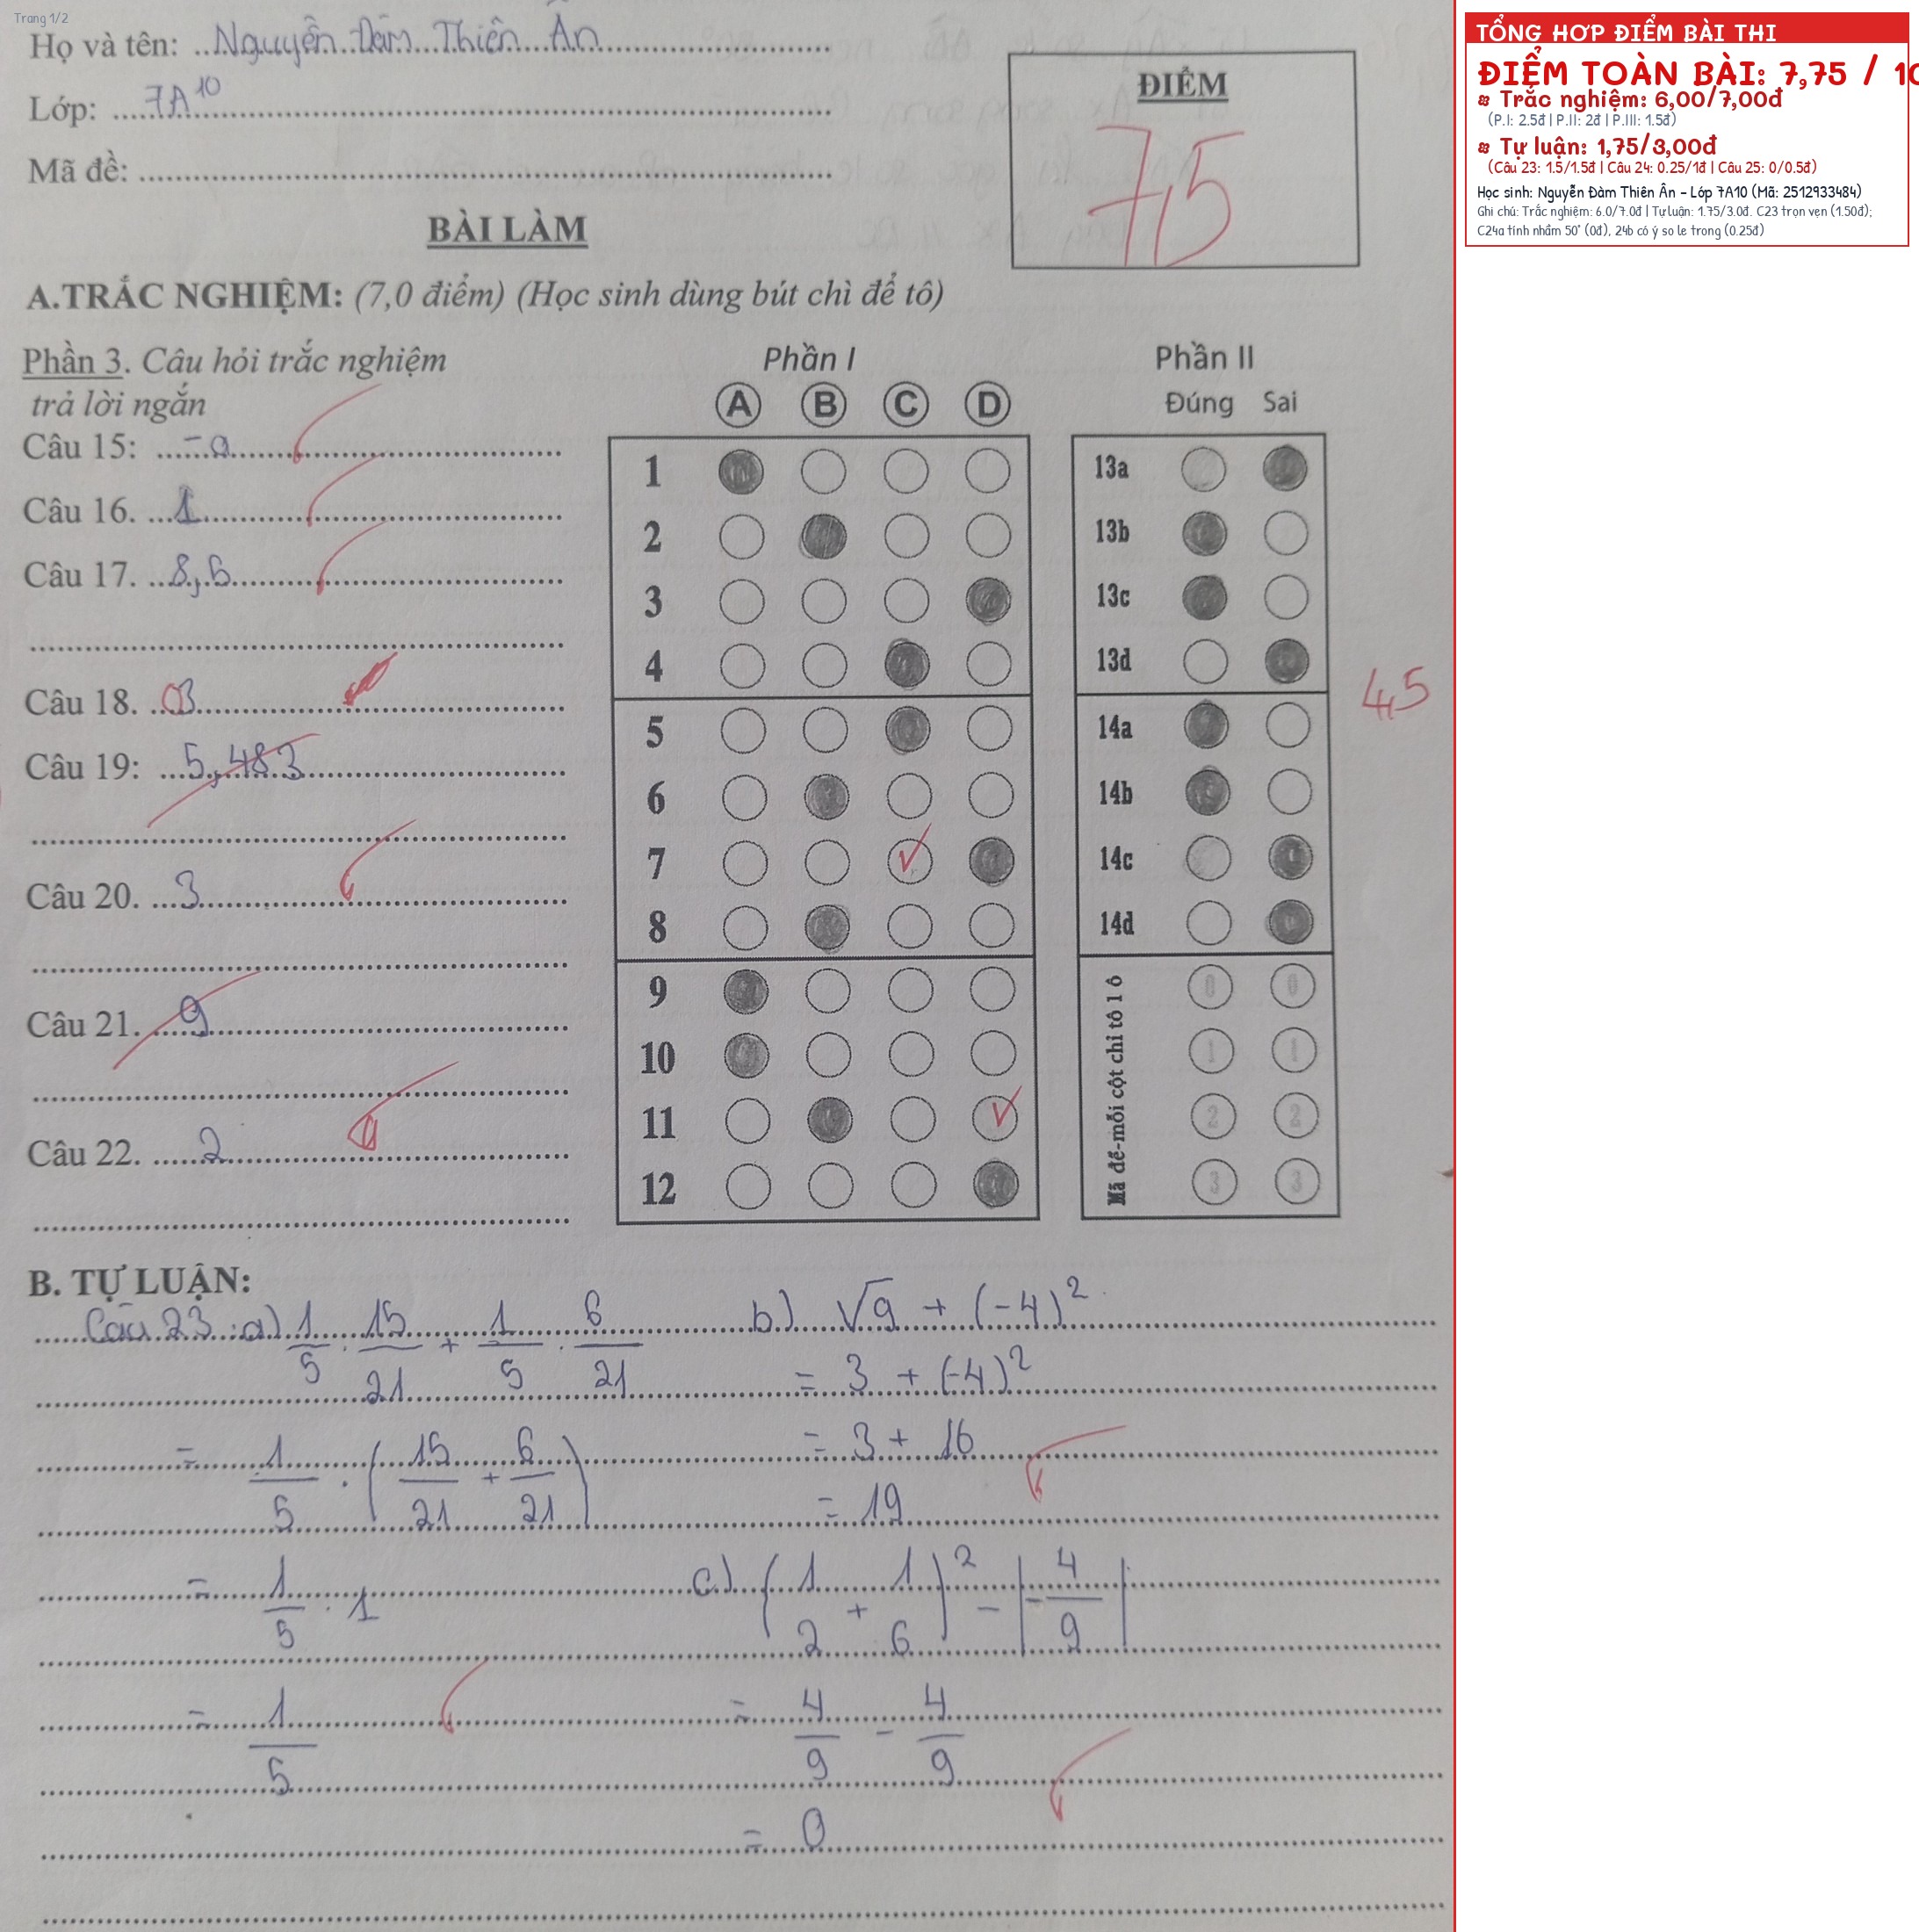 Trang 1/2
Họ và tên: Nguyễn Đàm Thiên Ân
Lớp: 7A10
Mã đề:
ĐIỂM
7,5
BÀI LÀM
A.TRẮC NGHIỆM: (7,0 điểm) (Học sinh dùng bút chì để tô)
Phần 3. Câu hỏi trắc nghiệm
trả lời ngắn
Câu 15: -9
Câu 16. 1
Câu 17. 8,6
Câu 18. 03
Câu 19: 5,483
Câu 20. 3
Câu 21. 9
Câu 22. 2
Phần I
A B C D
1
2
3
4
5
6
7
8
9
10
11
12
Phần II
Đúng Sai
13a
13b
13c
13d
14a
14b
14c
14d
Mã đề-mỗi cột chỉ tô 1 ô
0 0
1 1
2 2
3 3
4,5
B. TỰ LUẬN:
Câu 23: a) 1/5 . 15/21 + 1/5 . 6/21
= 1/5 . (15/21 + 6/21)
= 1/5 . 1
= 1/5
b) √9 + (-4)²
= 3 + (-4)²
= 3 + 16
= 19
c) (1/2 + 1/6)² - |-4/9|
= 4/9 - 4/9
= 0
TỔNG HỢP ĐIỂM BÀI THI
ĐIỂM TOÀN BÀI: 7,75 / 10
Trắc nghiệm: 6,00/7,00đ
(P.I: 2.5đ | P.II: 2đ | P.III: 1.5đ)
Tự luận: 1,75/3,00đ
(Câu 23: 1.5/1.5đ | Câu 24: 0.25/1đ | Câu 25: 0/0.5đ)
Học sinh: Nguyễn Đàm Thiên Ân - Lớp 7A10 (Mã: 2512933484)
Ghi chú: Trắc nghiệm: 6.0/7.0đ | Tự luận: 1.75/3.0đ. C23 trọn vẹn (1.50đ);
C24a tính nhầm 50° (0đ), 24b có ý so le trong (0.25đ)